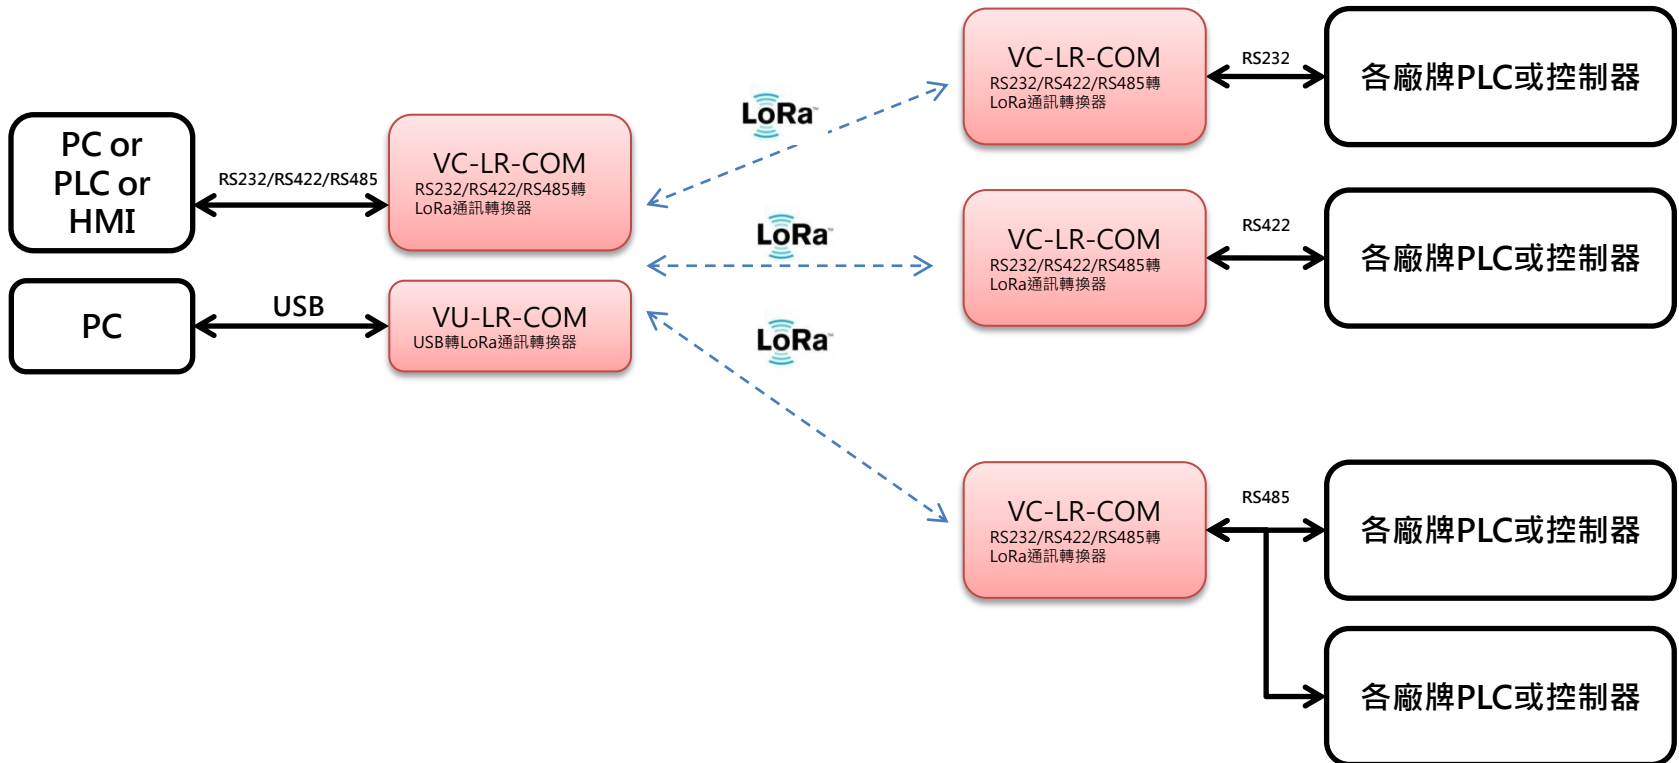 PC or
PLC or
HMI
RS232/RS422/RS485
VC-LR-COM
RS232/RS422/RS485轉
LoRa通訊轉換器
PC
USB
VU-LR-COM
USB轉LoRa通訊轉換器
LoRa™
LoRa
LoRa
VC-LR-COM
RS232/RS422/RS485轉
LoRa通訊轉換器
RS232
各廠牌PLC或控制器
VC-LR-COM
RS232/RS422/RS485轉
LoRa通訊轉換器
RS422
各廠牌PLC或控制器
VC-LR-COM
RS232/RS422/RS485轉
LoRa通訊轉換器
RS485
各廠牌PLC或控制器
各廠牌PLC或控制器